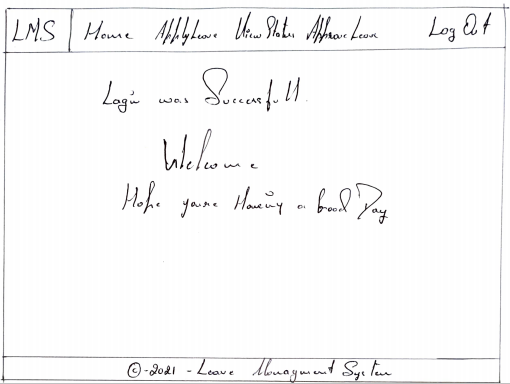 LMS Home ApplyLeave View Status Approve Leave Log Out
Login was Successfull.
Welcome
Hope youre Having a Good Day
©-2021 - Leave Managment System